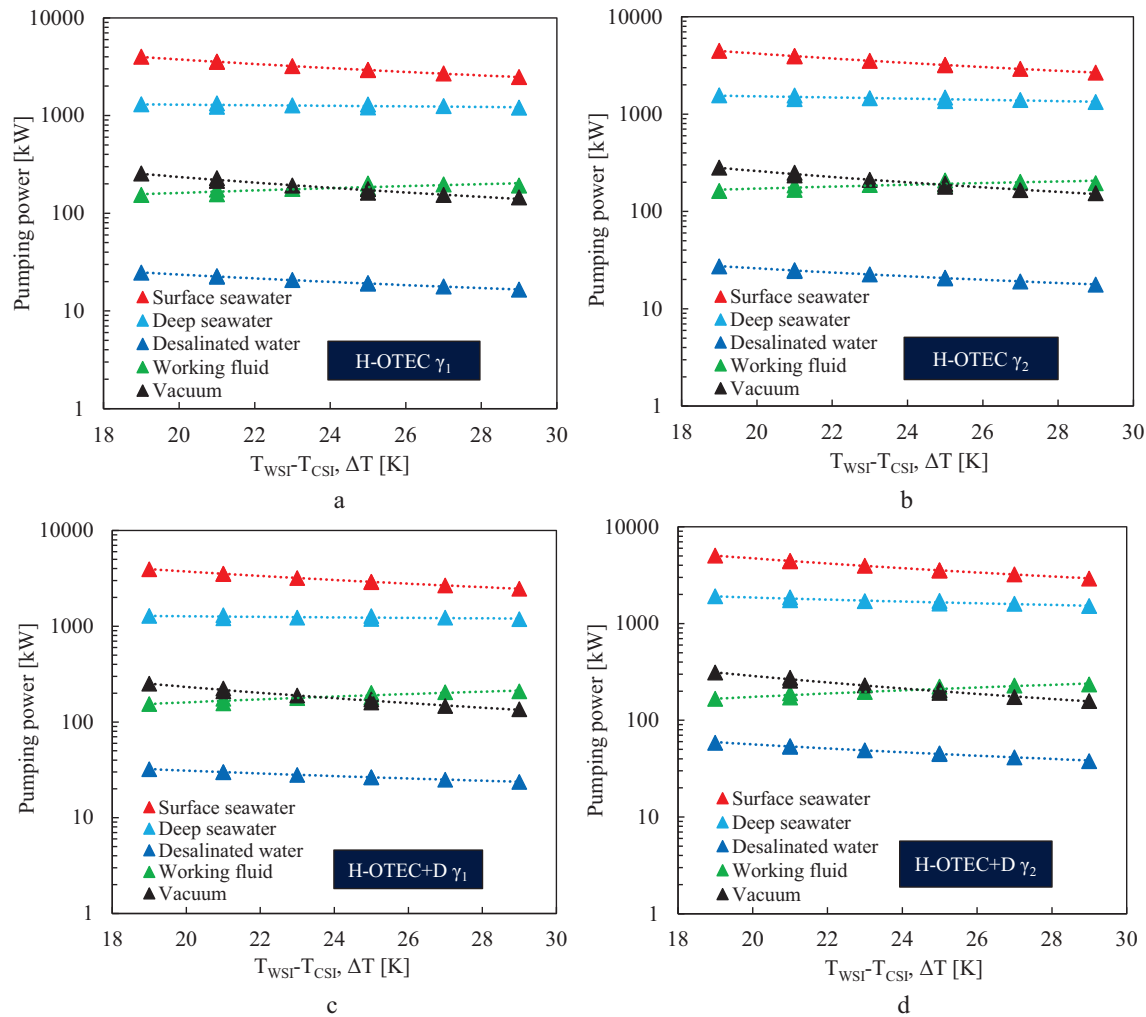 10000
1000
100
10
1
Pumping power [kW]
Surface seawater
Deep seawater
Desalinated water
Working fluid
Vacuum
H-OTEC γ1
18 20 22 24 26 28 30
TWSI-TCSI, ΔT [K]
a
10000
1000
100
10
1
Pumping power [kW]
Surface seawater
Deep seawater
Desalinated water
Working fluid
Vacuum
H-OTEC γ2
18 20 22 24 26 28 30
TWSI-TCSI, ΔT [K]
b
10000
1000
100
10
1
Pumping power [kW]
Surface seawater
Deep seawater
Desalinated water
Working fluid
Vacuum
H-OTEC+D γ1
18 20 22 24 26 28 30
TWSI-TCSI, ΔT [K]
c
10000
1000
100
10
1
Pumping power [kW]
Surface seawater
Deep seawater
Desalinated water
Working fluid
Vacuum
H-OTEC+D γ2
18 20 22 24 26 28 30
TWSI-TCSI, ΔT [K]
d